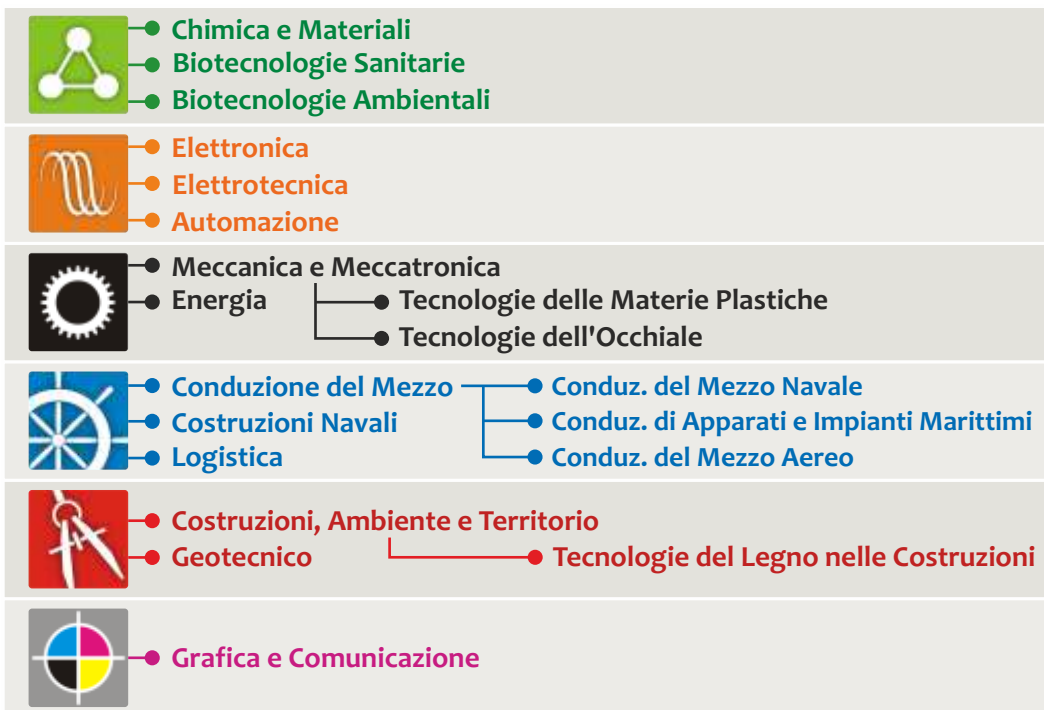 Chimica e Materiali
Biotecnologie Sanitarie
Biotecnologie Ambientali
Elettronica
Elettrotecnica
Automazione
Meccanica e Meccatronica
Energia
Tecnologie delle Materie Plastiche
Tecnologie dell'Occhiale
Conduzione del Mezzo
Conduz. del Mezzo Navale
Costruzioni Navali
Conduz. di Apparati e Impianti Marittimi
Logistica
Conduz. del Mezzo Aereo
Costruzioni, Ambiente e Territorio
Geotecnico
Tecnologie del Legno nelle Costruzioni
Grafica e Comunicazione